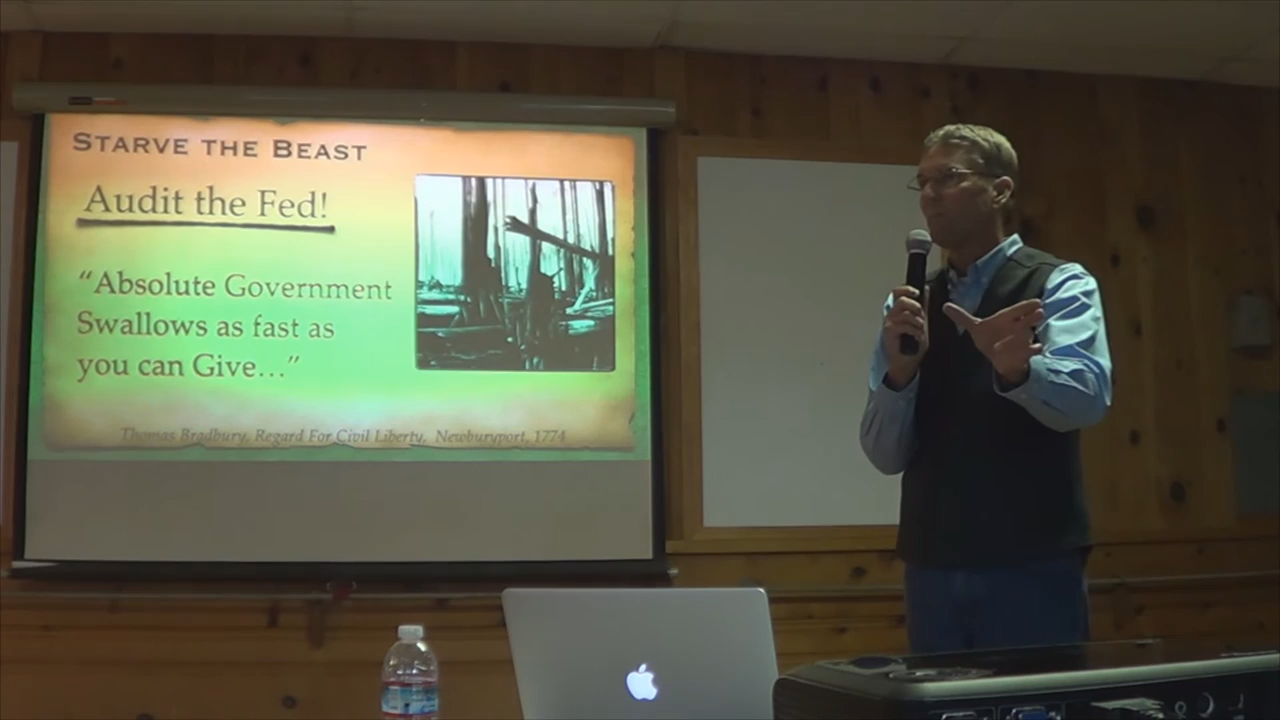 STARVE THE BEAST
Audit the Fed!
“Absolute Government
Swallows as fast as
you can Give…”
Thomas Bradbury, Regard For Civil Liberty, Newburyport, 1774